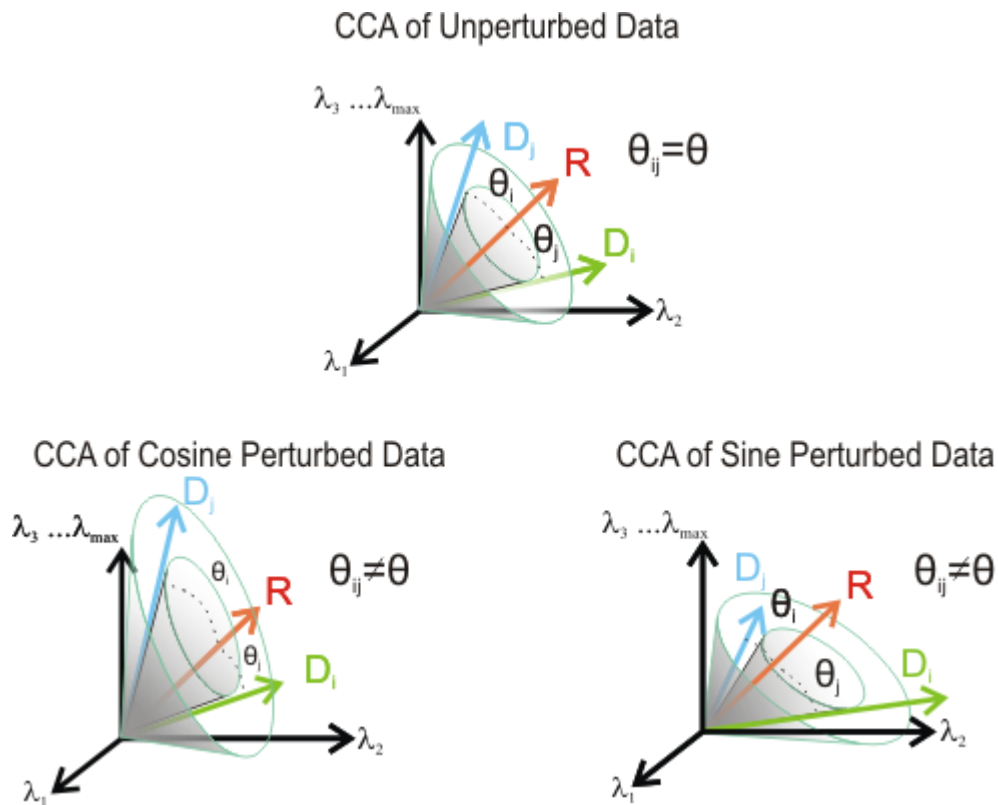 CCA of Unperturbed Data
λ₃ ...λₘₐₓ
Dⱼ
θᵢⱼ=θ
R
θᵢ
θⱼ
Dᵢ
λ₂
λ₁
CCA of Cosine Perturbed Data
Dⱼ
λ₃ ...λₘₐₓ
θᵢ
θᵢⱼ≠θ
R
θⱼ
Dᵢ
λ₂
λ₁
CCA of Sine Perturbed Data
λ₃ ...λₘₐₓ
Dⱼ
θᵢⱼ≠θ
θᵢ
R
θⱼ
Dᵢ
λ₂
λ₁